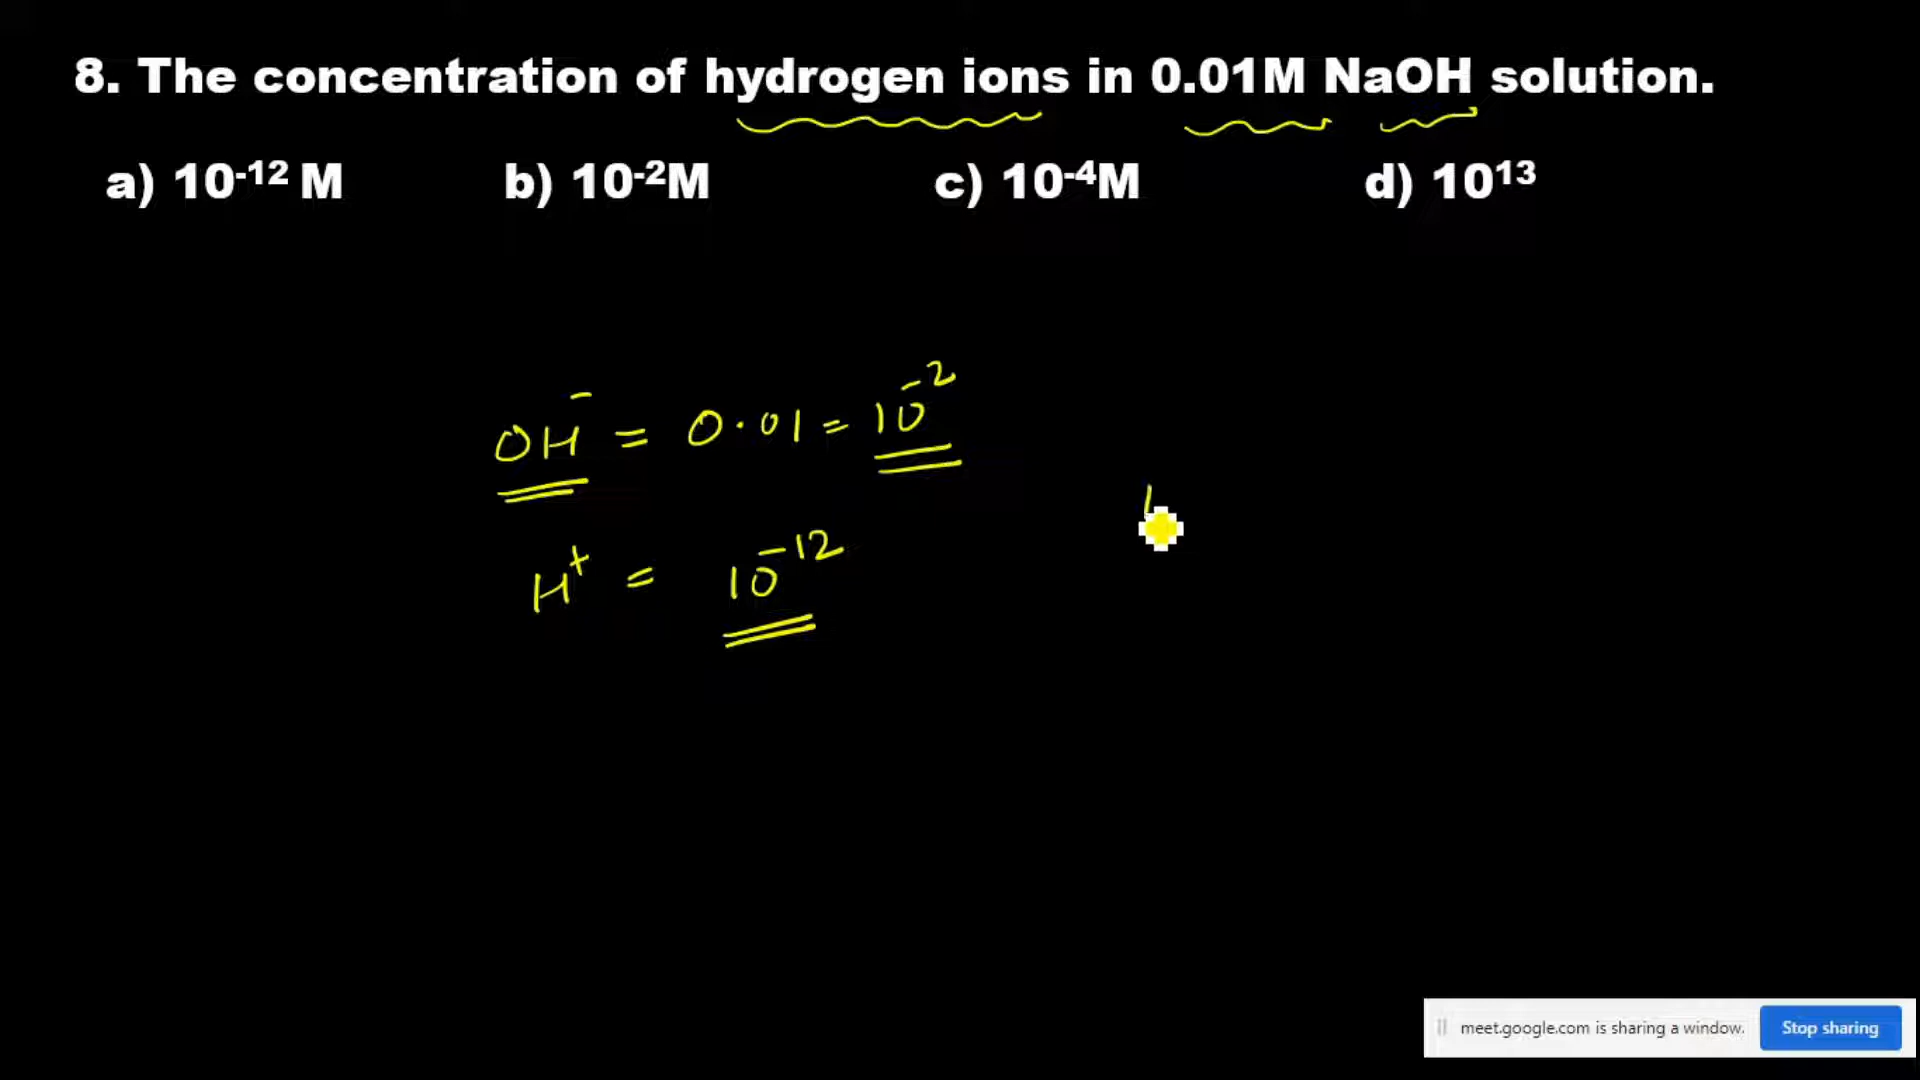 8. The concentration of hydrogen ions in 0.01M NaOH solution.
a) 10⁻¹² M b) 10⁻²M c) 10⁻⁴M d) 10¹³
OH⁻ = 0.01 = 10⁻²
H⁺ = 10⁻¹²
meet.google.com is sharing a window. Stop sharing